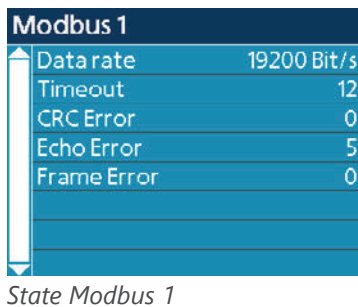 Modbus 1
Data rate 19200 Bit/s
Timeout 12
CRC Error 0
Echo Error 5
Frame Error 0
State Modbus 1